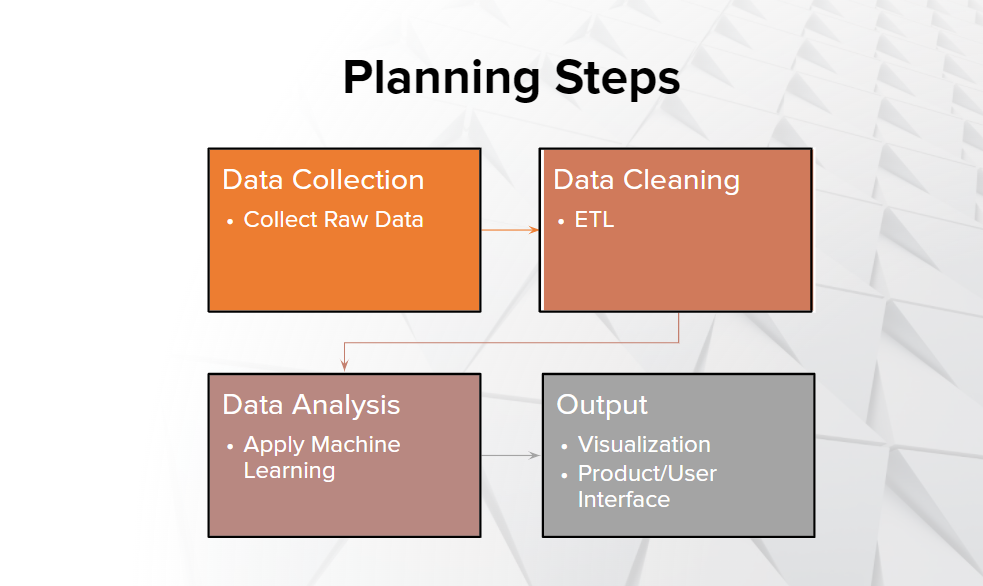 Planning Steps
Data Collection
• Collect Raw Data
Data Cleaning
• ETL
Data Analysis
• Apply Machine
Learning
Output
• Visualization
• Product/User
Interface